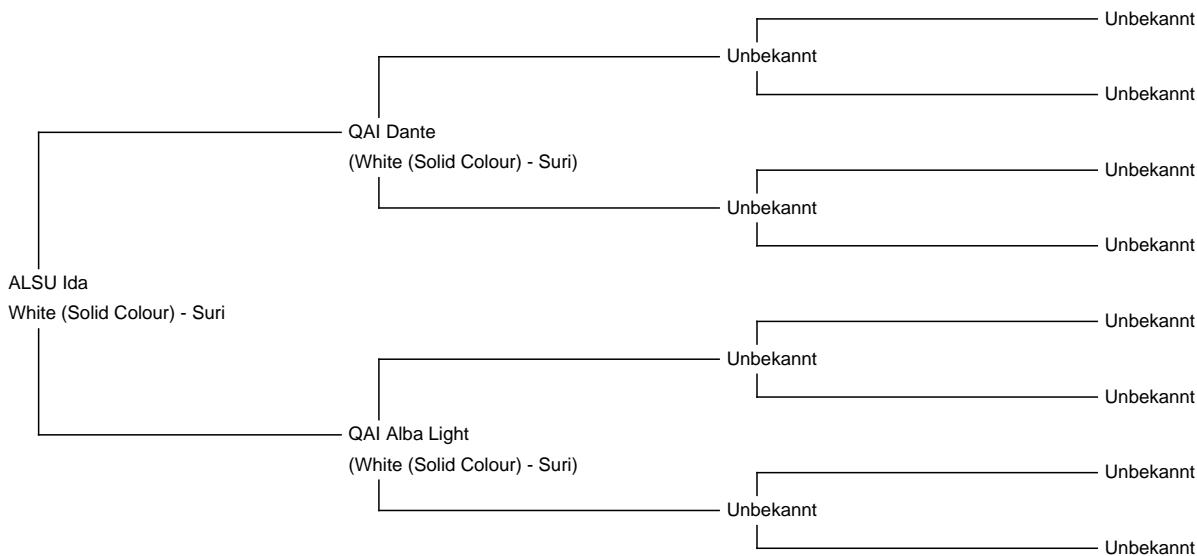 Unbekannt
Unbekannt
Unbekannt
QAI Dante
(White (Solid Colour) - Suri)
Unbekannt
Unbekannt
Unbekannt
ALSU Ida
White (Solid Colour) - Suri
Unbekannt
Unbekannt
Unbekannt
QAI Alba Light
(White (Solid Colour) - Suri)
Unbekannt
Unbekannt
Unbekannt